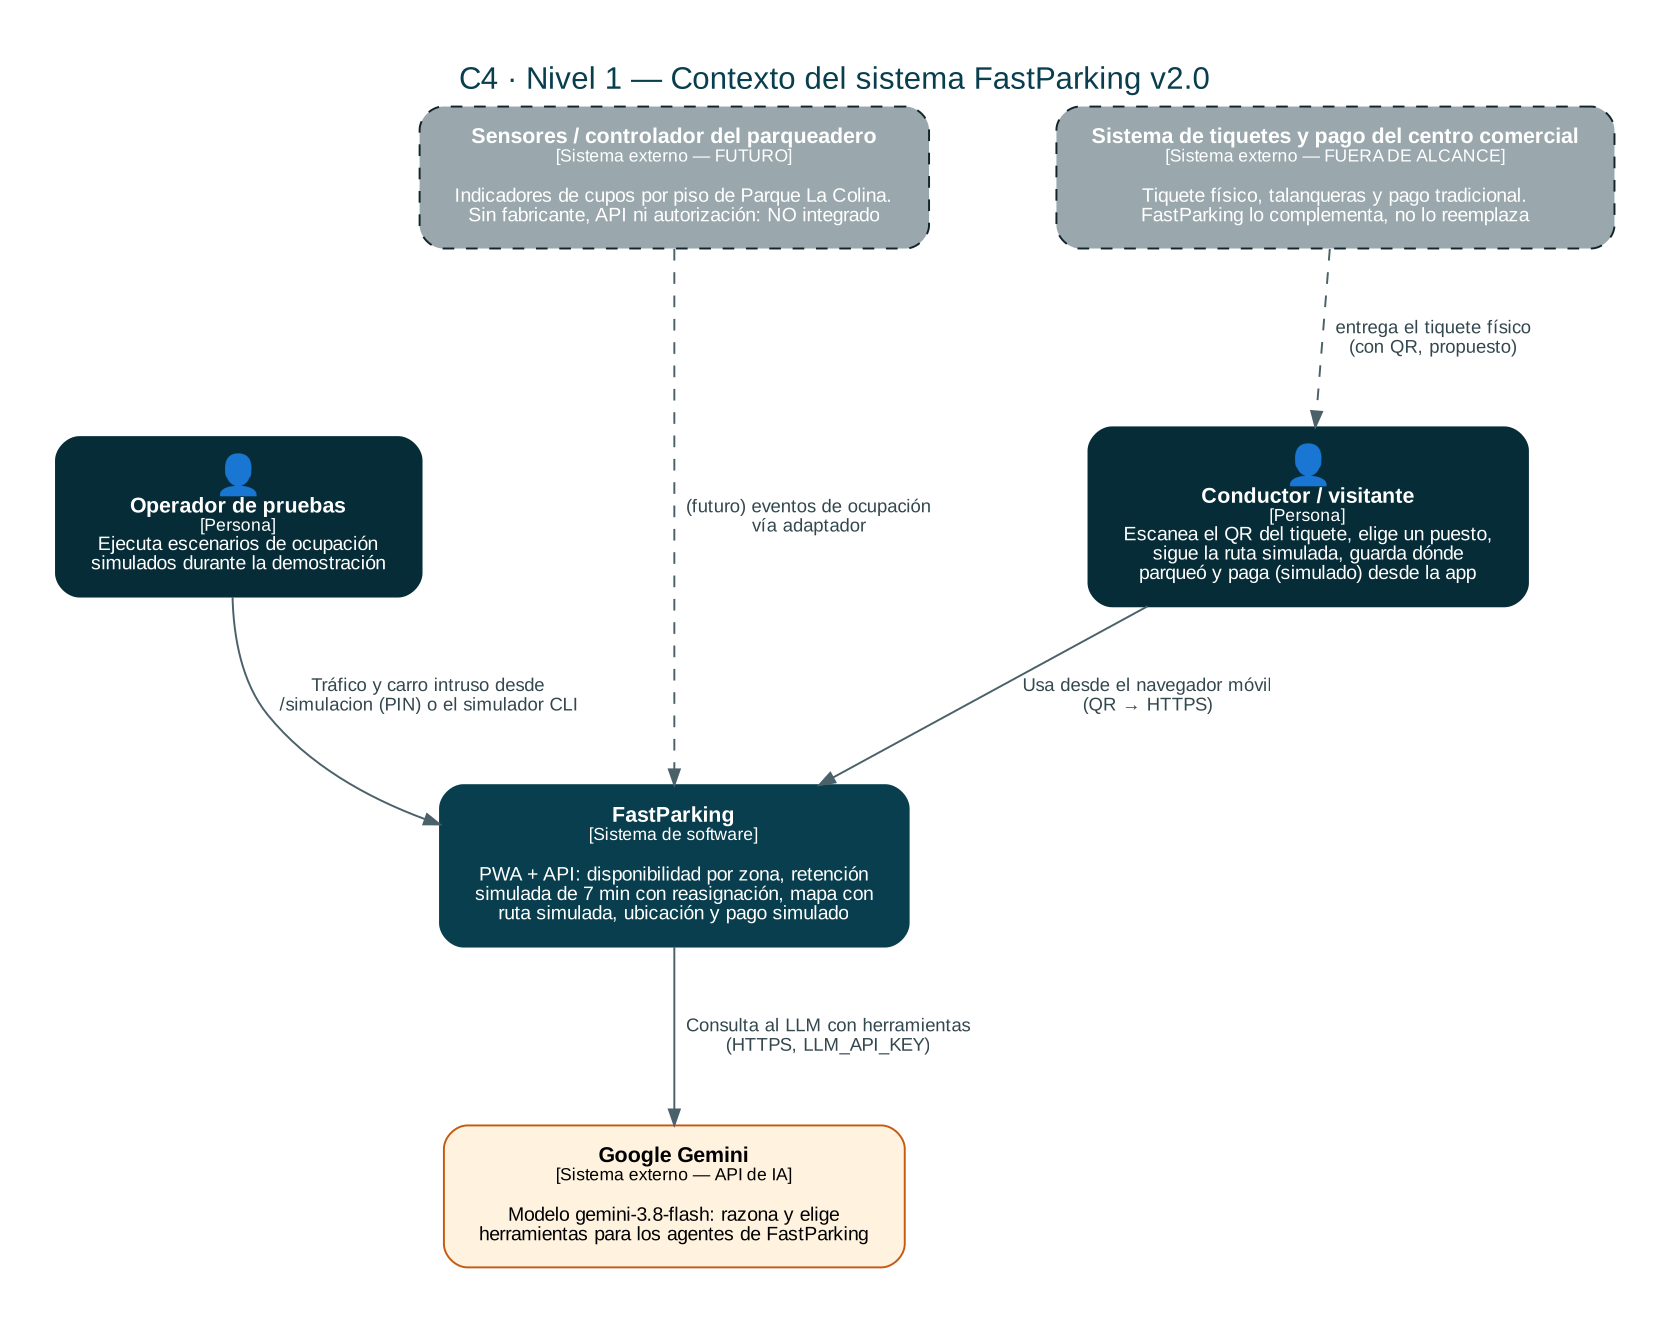 C4 · Nivel 1 — Contexto del sistema FastParking v2.0
Sensores / controlador del parqueadero
[Sistema externo — FUTURO]
Indicadores de cupos por piso de Parque La Colina.
Sin fabricante, API ni autorización: NO integrado
Sistema de tiquetes y pago del centro comercial
[Sistema externo — FUERA DE ALCANCE]
Tiquete físico, talanqueras y pago tradicional.
FastParking lo complementa, no lo reemplaza
entrega el tiquete físico
(con QR, propuesto)
Operador de pruebas
[Persona]
Ejecuta escenarios de ocupación
simulados durante la demostración
(futuro) eventos de ocupación
vía adaptador
Conductor / visitante
[Persona]
Escanea el QR del tiquete, elige un puesto,
sigue la ruta simulada, guarda dónde
parqueó y paga (simulado) desde la app
Tráfico y carro intruso desde
/simulacion (PIN) o el simulador CLI
Usa desde el navegador móvil
(QR → HTTPS)
FastParking
[Sistema de software]
PWA + API: disponibilidad por zona, retención
simulada de 7 min con reasignación, mapa con
ruta simulada, ubicación y pago simulado
Consulta al LLM con herramientas
(HTTPS, LLM_API_KEY)
Google Gemini
[Sistema externo — API de IA]
Modelo gemini-3.8-flash: razona y elige
herramientas para los agentes de FastParking